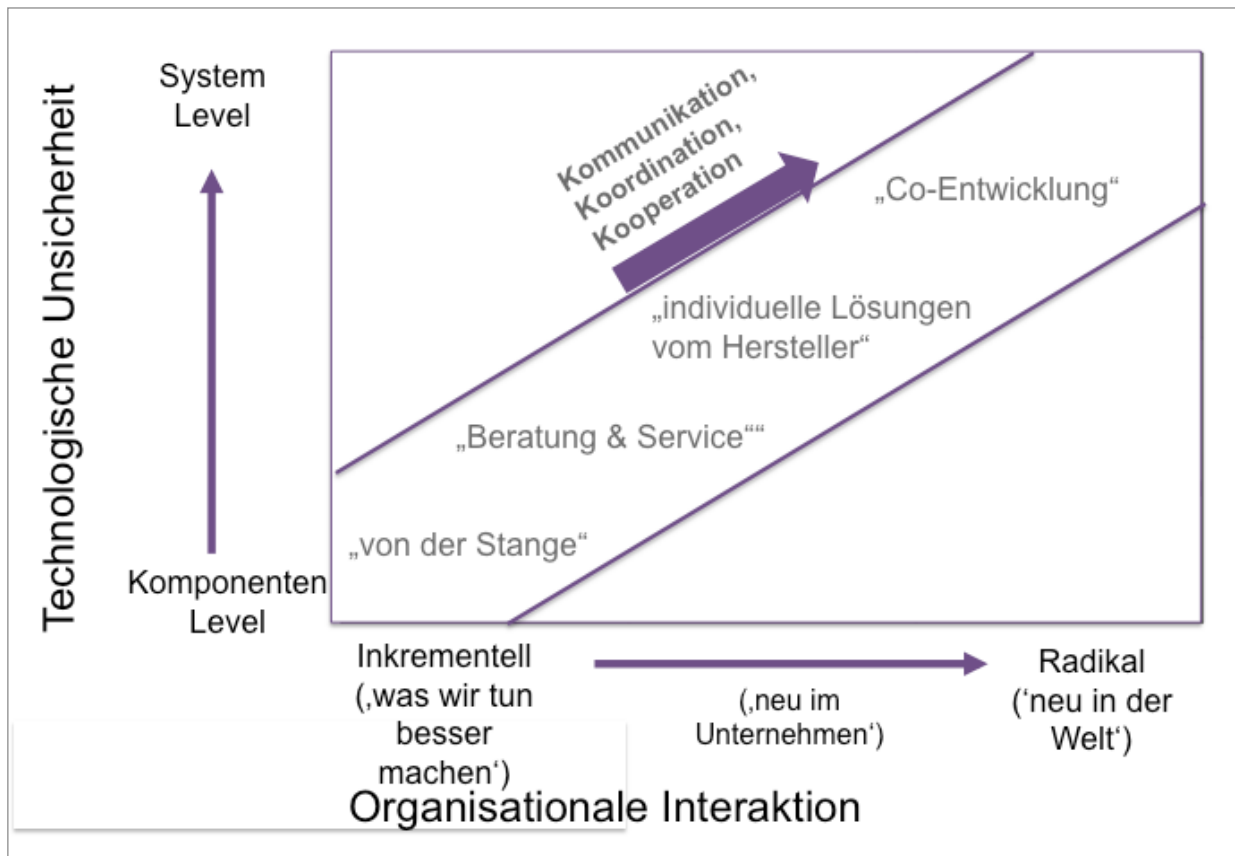 Technologische Unsicherheit
System
Level
Komponenten
Level
Kommunikation,
Koordination,
Kooperation
„Co-Entwicklung“
„individuelle Lösungen
vom Hersteller“
„Beratung & Service““
„von der Stange“
Inkrementell
(‚was wir tun
besser
machen‘)
(‚neu im
Unternehmen‘)
Radikal
(‘neu in der
Welt‘)
Organisationale Interaktion